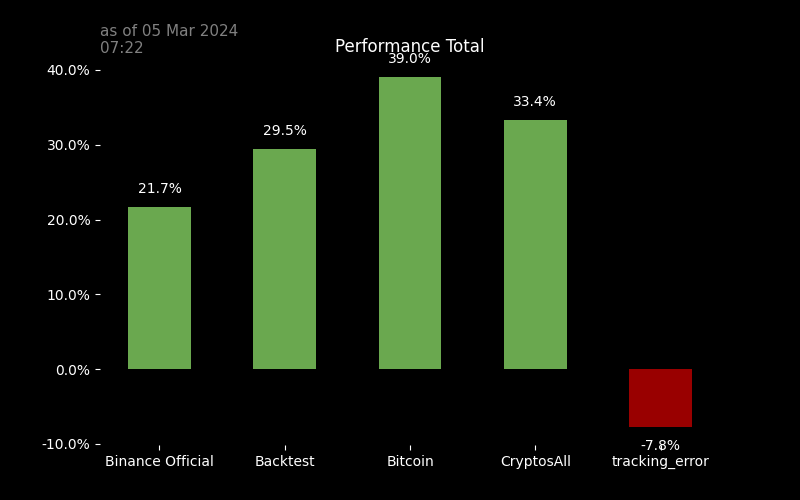 as of 05 Mar 2024
07:22
Performance Total
40.0%
30.0%
20.0%
10.0%
0.0%
-10.0%
21.7%
29.5%
39.0%
33.4%
-7.8%
Binance Official
Backtest
Bitcoin
CryptosAll
tracking_error